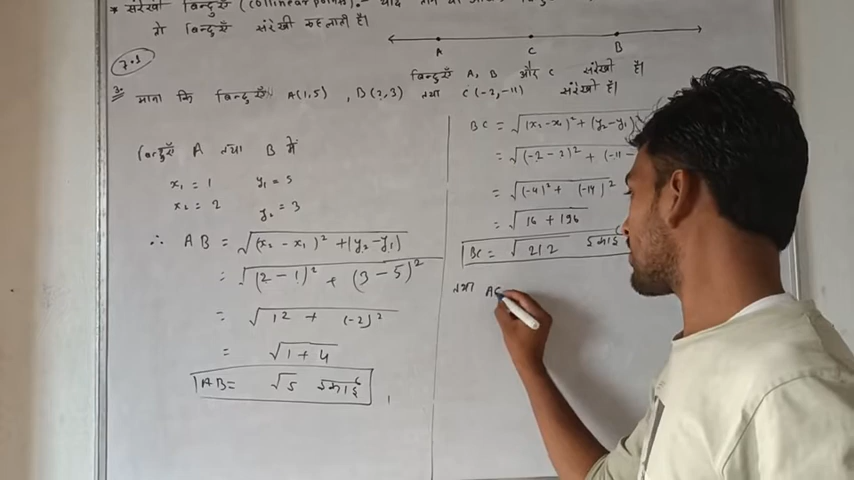 * संरेखी बिन्दुएँ (collinear points) :-
में बिन्दुएँ संरेखी कहलाती है।
A C B
बिन्दुएँ A, B और C संरेखी है।
7.1
3. माना कि बिन्दुएँ A(1,5) , B(2,3) तथा C(-2,-11) संरेखी है।
बिन्दुएँ A तथा B में
x₁ = 1 y₁ = 5
x₂ = 2 y₂ = 3
∴ AB = √(x₂ - x₁)² + (y₂ - y₁)
= √(2 - 1)² + (3 - 5)²
= √12 + (-2)²
= √1 + 4
AB = √5 इकाई
BC = √(x₂ - x₁)² + (y₂ - y₁)²
= √(-2 - 2)² + (-11 -
= √(-4)² + (-14)²
= √16 + 196
BC = √212 इकाई
तथा AC